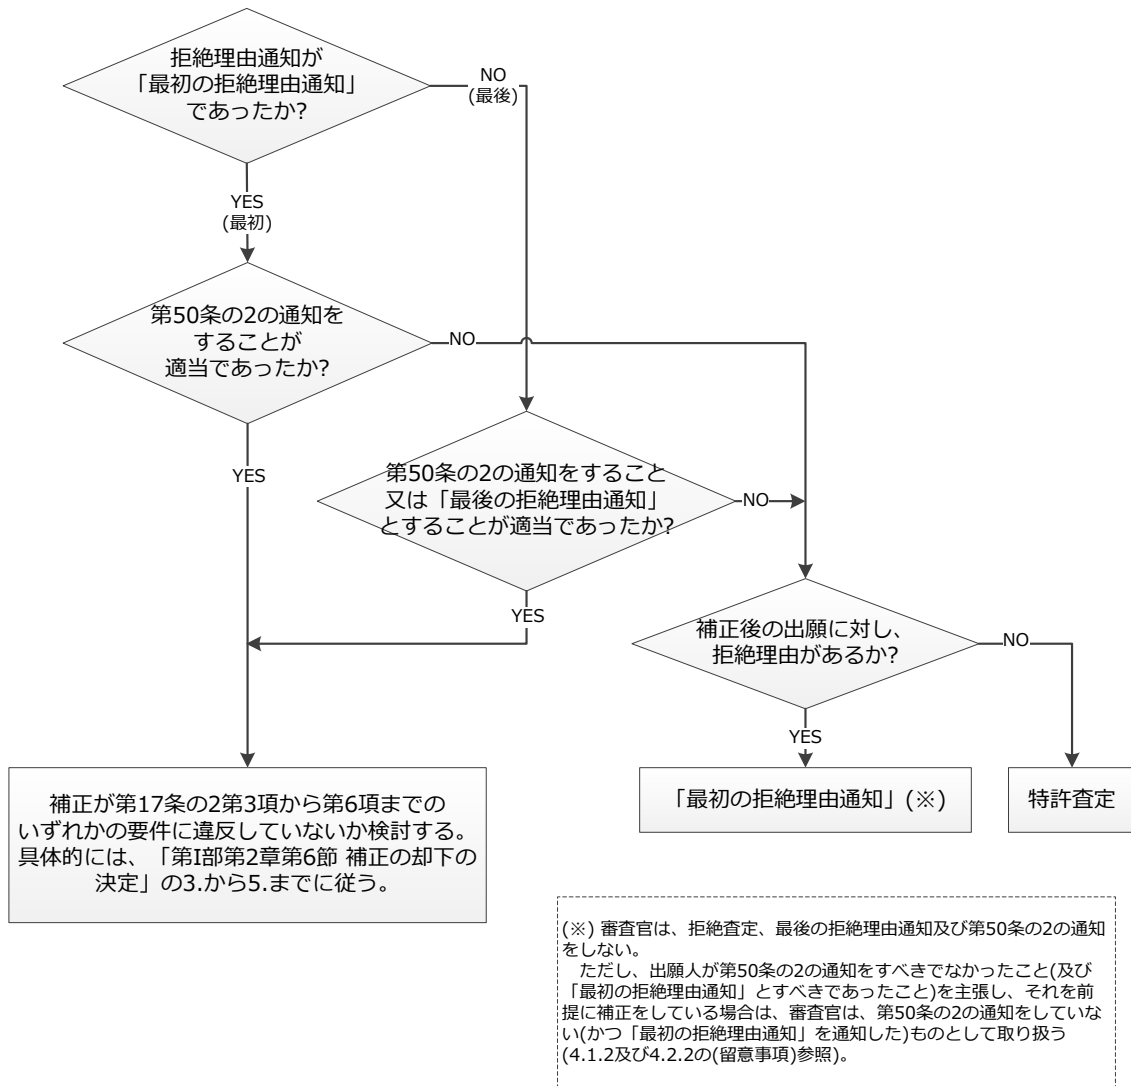 拒絶理由通知が
「最初の拒絶理由通知」
であったか?
NO
(最後)
YES
(最初)
第50条の2の通知を
することが
適当であったか?
NO
YES
第50条の2の通知をすること
又は「最後の拒絶理由通知」
とすることが適当であったか?
NO
YES
補正後の出願に対し、
拒絶理由があるか?
NO
YES
補正が第17条の2第3項から第6項までの
いずれかの要件に違反していないか検討する。
具体的には、「第I部第2章第6節 補正の却下の
決定」の3.から5.までに従う。
「最初の拒絶理由通知」(※)
特許査定
(※) 審査官は、拒絶査定、最後の拒絶理由通知及び第50条の2の通知
をしない。
ただし、出願人が第50条の2の通知をすべきでなかったこと(及び
「最初の拒絶理由通知」とすべきであったこと)を主張し、それを前
提に補正をしている場合は、審査官は、第50条の2の通知をしていな
い(かつ「最初の拒絶理由通知」を通知した)ものとして取り扱う
(4.1.2及び4.2.2の(留意事項)参照)。